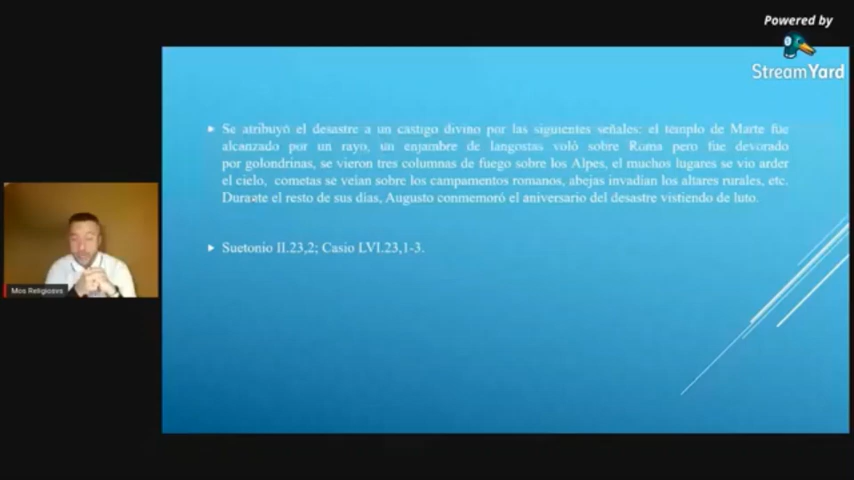 Powered by
StreamYard
Se atribuyó el desastre a un castigo divino por las siguientes señales: el templo de Marte fue
alcanzado por un rayo, un enjambre de langostas voló sobre Roma pero fue devorado
por golondrinas, se vieron tres columnas de fuego sobre los Alpes, el muchos lugares se vio arder
el cielo, cometas se veían sobre los campamentos romanos, abejas invadían los altares rurales, etc.
Durante el resto de sus días, Augusto conmemoró el aniversario del desastre vistiendo de luto.
Suetonio II.23,2; Casio LVI.23,1-3.
Mos Religiosvs